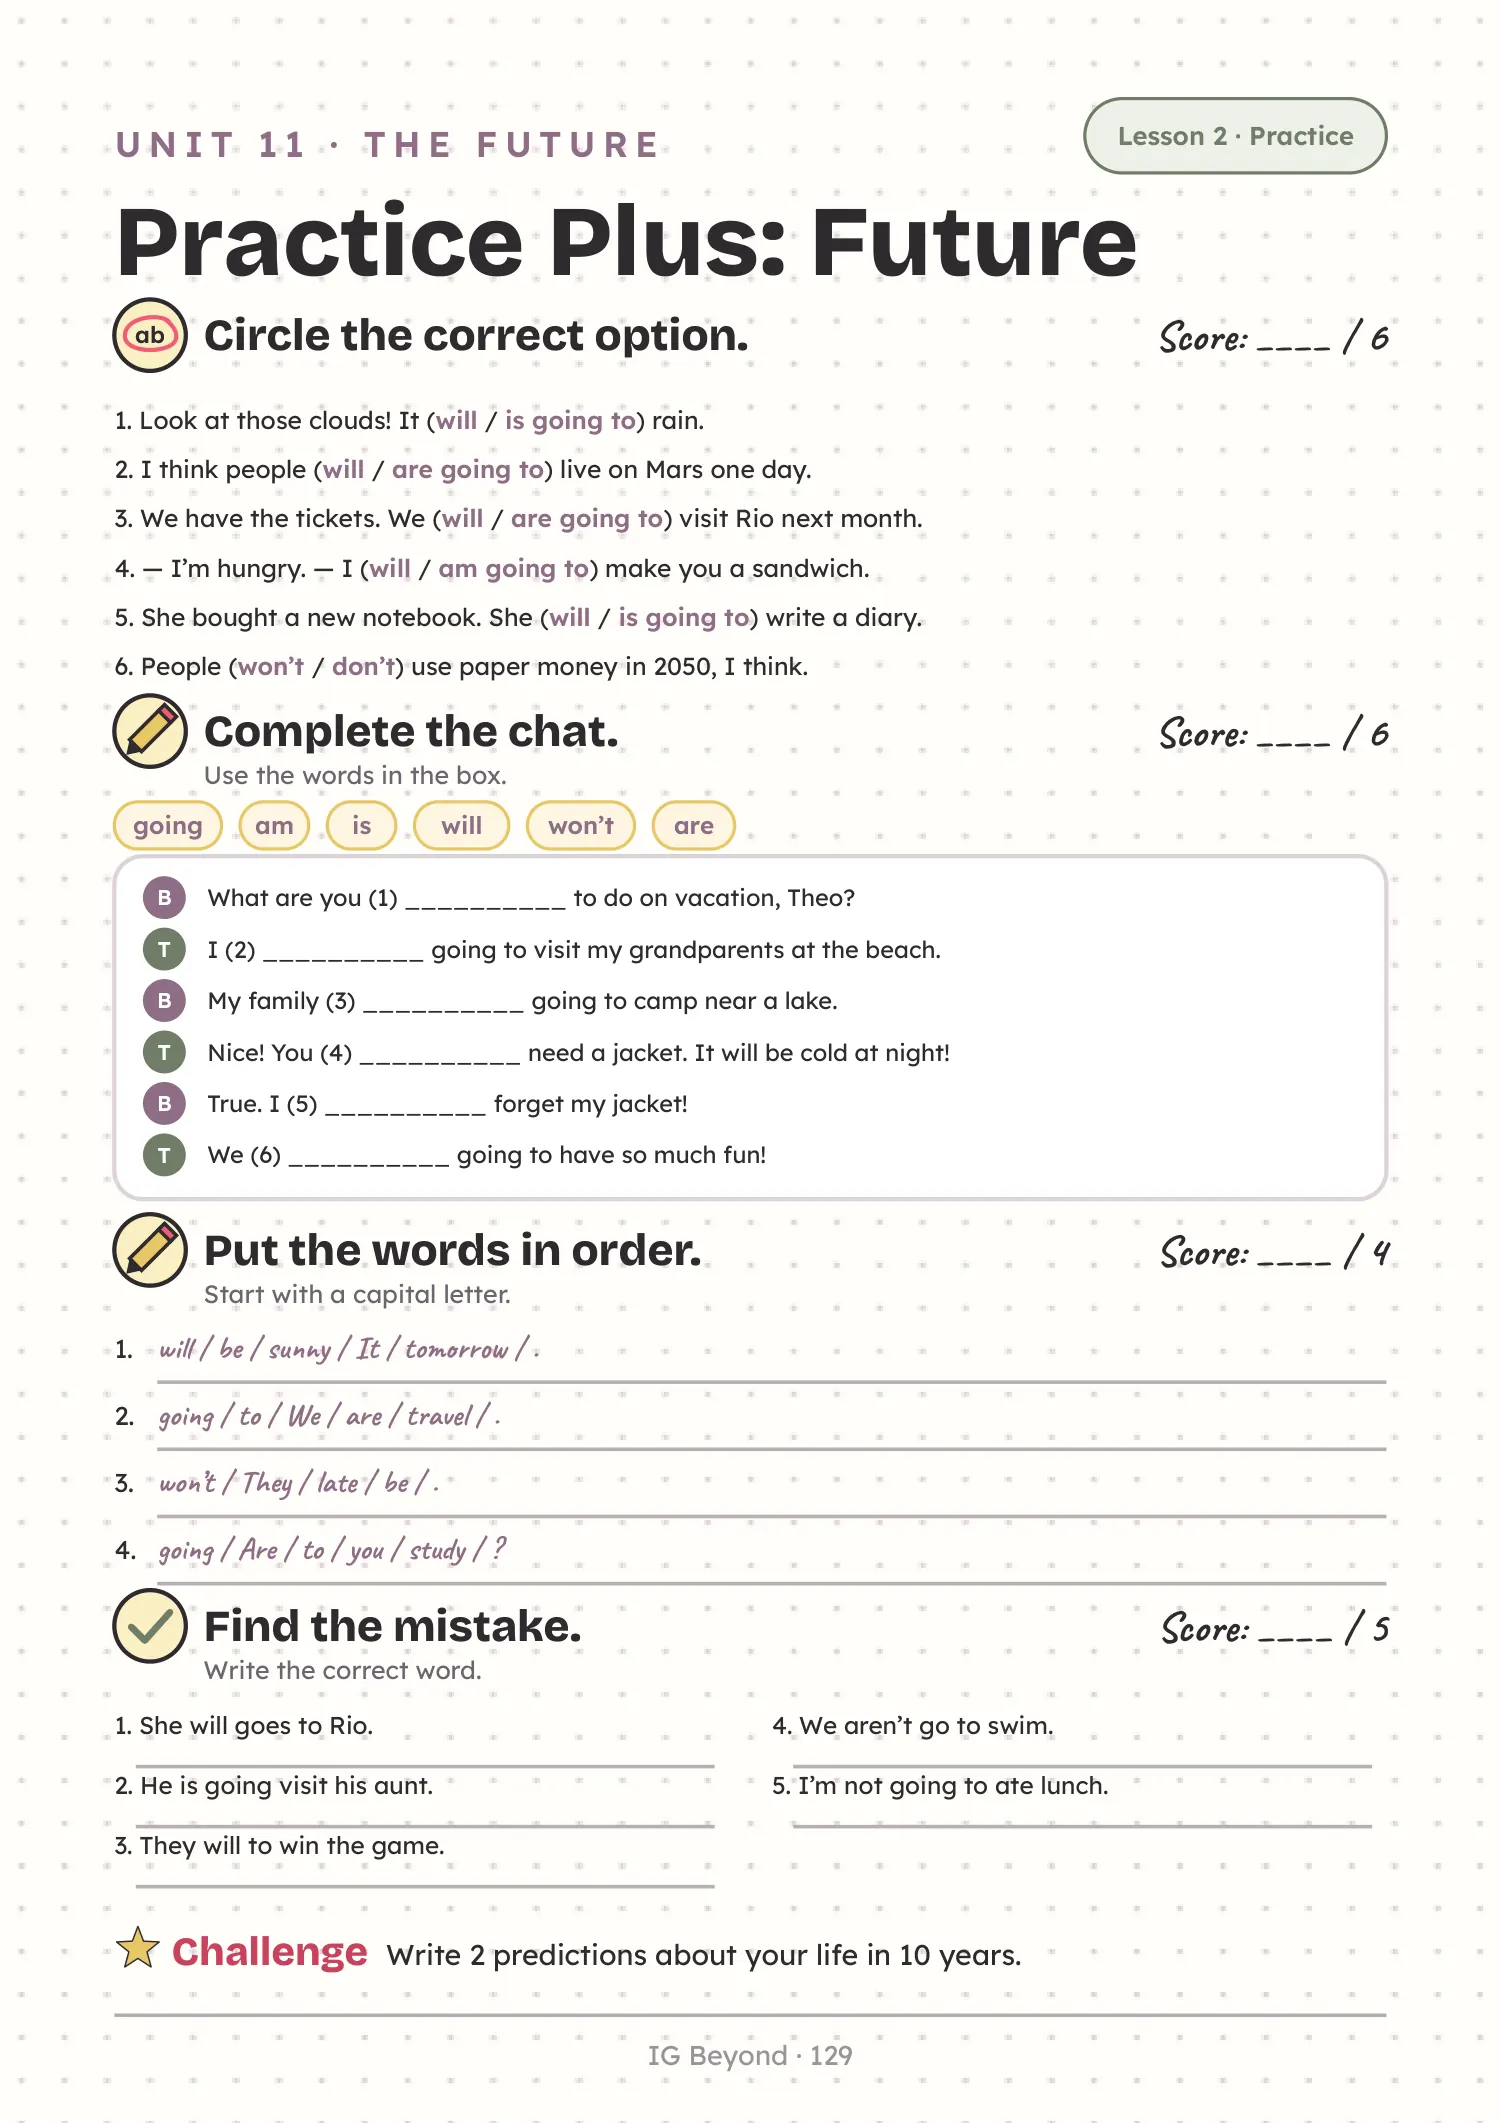 UNIT 11 · THE FUTURE
Lesson 2 · Practice
Practice Plus: Future
ab Circle the correct option. Score: ____ / 6
1. Look at those clouds! It (will / is going to) rain.
2. I think people (will / are going to) live on Mars one day.
3. We have the tickets. We (will / are going to) visit Rio next month.
4. — I’m hungry. — I (will / am going to) make you a sandwich.
5. She bought a new notebook. She (will / is going to) write a diary.
6. People (won’t / don’t) use paper money in 2050, I think.
Complete the chat. Score: ____ / 6
Use the words in the box.
going am is will won’t are
B What are you (1) __________ to do on vacation, Theo?
T I (2) __________ going to visit my grandparents at the beach.
B My family (3) __________ going to camp near a lake.
T Nice! You (4) __________ need a jacket. It will be cold at night!
B True. I (5) __________ forget my jacket!
T We (6) __________ going to have so much fun!
Put the words in order. Score: ____ / 4
Start with a capital letter.
1. will / be / sunny / It / tomorrow / .
2. going / to / We / are / travel / .
3. won’t / They / late / be / .
4. going / Are / to / you / study / ?
Find the mistake. Score: ____ / 5
Write the correct word.
1. She will goes to Rio.
2. He is going visit his aunt.
3. They will to win the game.
4. We aren’t go to swim.
5. I’m not going to ate lunch.
Challenge Write 2 predictions about your life in 10 years.
IG Beyond · 129